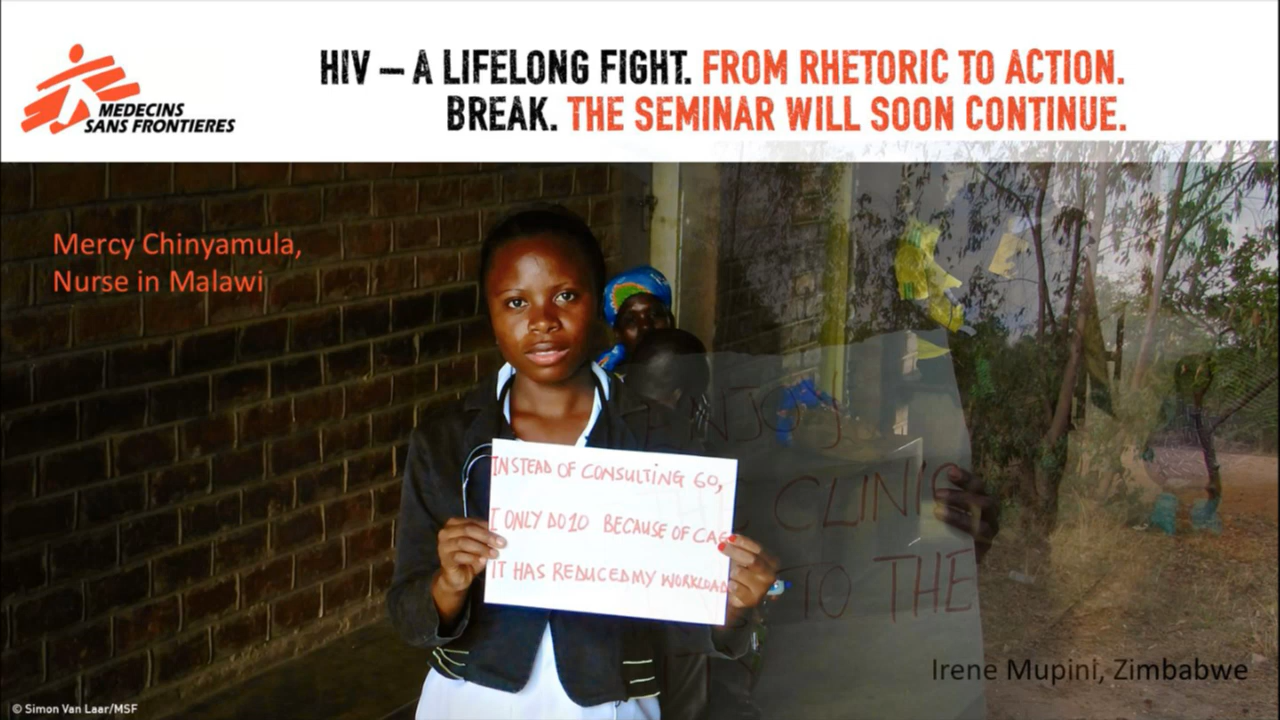 HIV – A LIFELONG FIGHT. FROM RHETORIC TO ACTION.
BREAK. THE SEMINAR WILL SOON CONTINUE.
MEDECINS
SANS FRONTIERES
Mercy Chinyamula,
Nurse in Malawi
INSTEAD OF CONSULTING 60,
I ONLY DO 10 BECAUSE OF CAG
IT HAS REDUCED MY WORKLOAD
ENJOY
CLINIC
TO THE
Irene Mupini, Zimbabwe
© Simon Van Laar/MSF